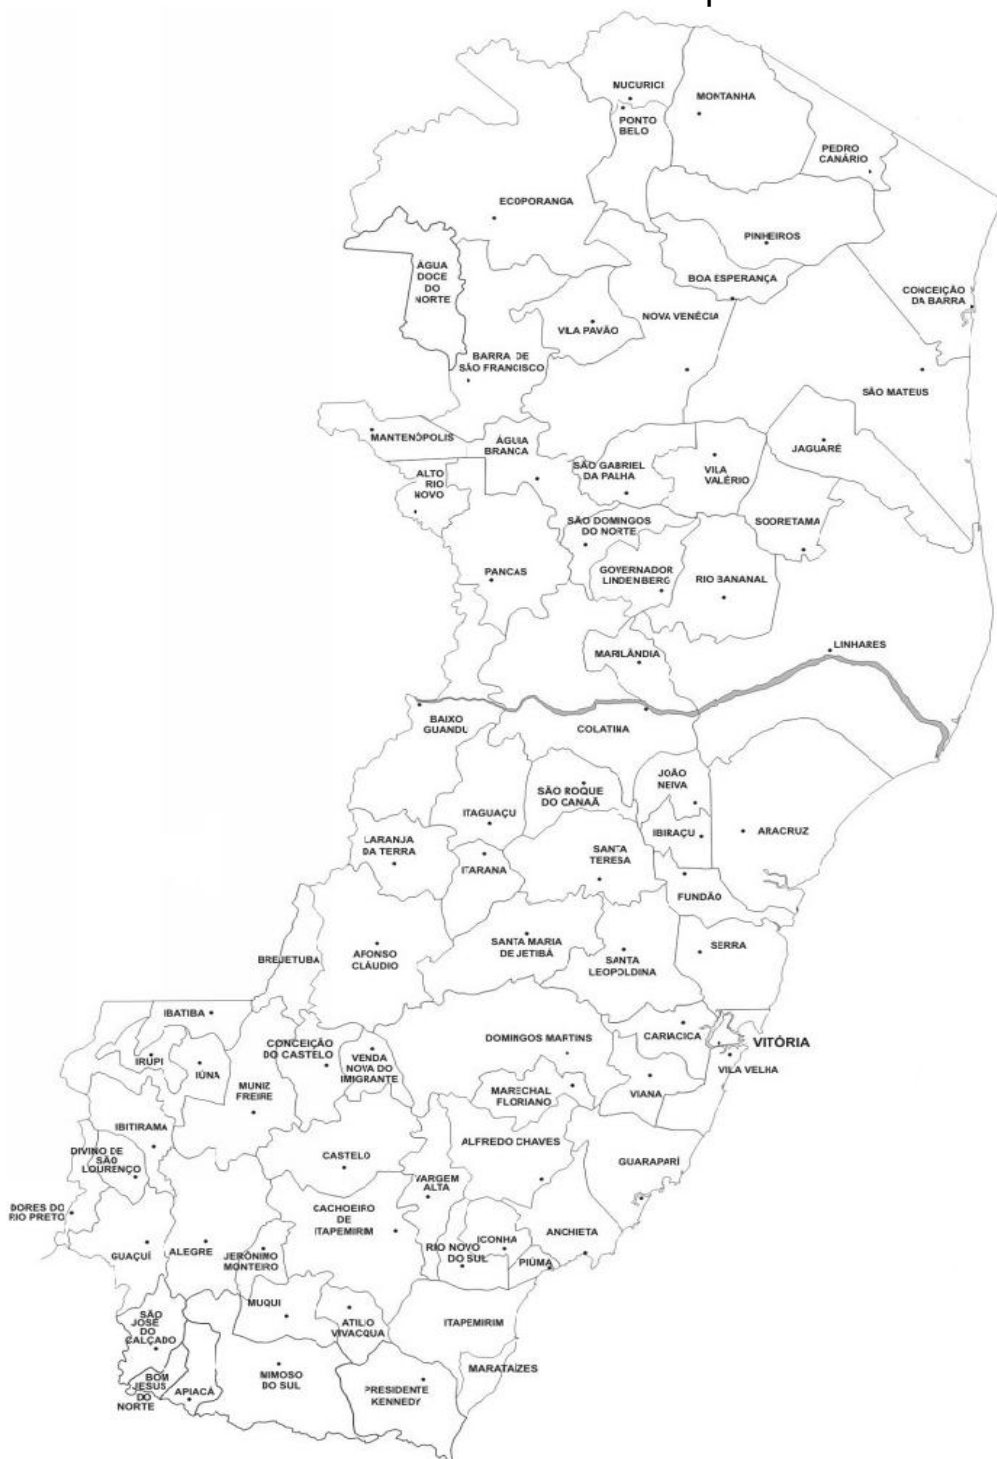 MUCURICI
MONTANHA
PONTO
BELO
PEDRO
CANÁRIO
ECOPORANGA
PINHEIROS
ÁGUA
DOCE
DO
NORTE
BOA ESPERANÇA
CONCEIÇÃO
DA BARRA
NOVA VENÉCIA
VILA PAVÃO
BARRA DE
SÃO FRANCISCO
SÃO MATEUS
MANTENÓPOLIS
ÁGUIA
BRANCA
JAGUARÉ
ALTO
RIO
NOVO
SÃO GABRIEL
DA PALHA
VILA
VALÉRIO
SÃO DOMINGOS
DO NORTE
SOORETAMA
PANCAS
GOVERNADOR
LINDENBERG
RIO BANANAL
MARILÂNDIA
LINHARES
BAIXO
GUANDU
COLATINA
JOÃO
NEIVA
SÃO ROQUE
DO CANAÃ
ITAGUAÇU
IBIRAÇU
ARACRUZ
LARANJA
DA TERRA
SANTA
TERESA
ITARANA
FUNDÃO
BREJETUBA
AFONSO
CLÁUDIO
SANTA MARIA
DE JETIBÁ
SANTA
LEOPOLDINA
SERRA
IBATIBA
CONCEIÇÃO
DO CASTELO
DOMINGOS MARTINS
CARIACICA
VITÓRIA
IRUPI
IÚNA
VENDA
NOVA DO
IMIGRANTE
VILA VELHA
MUNIZ
FREIRE
MARECHAL
FLORIANO
VIANA
IBITIRAMA
DIVINO DE
SÃO
LOURENÇO
CASTELO
ALFREDO CHAVES
GUARAPARÍ
VARGEM
ALTA
DORES DO
RIO PRETO
CACHOEIRO
DE
ITAPEMIRIM
GUAÇUÍ
ALEGRE
JERÔNIMO
MONTEIRO
RIO NOVO
DO SUL
ICONHA
ANCHIETA
PIÚMA
MUQUI
SÃO
JOSÉ
DO
CALÇADO
ATILIO
VIVACQUA
ITAPEMIRIM
BOM
JESUS
DO
NORTE
APIACÁ
MIMOSO
DO SUL
PRESIDENTE
KENNEDY
MARATAÍZES